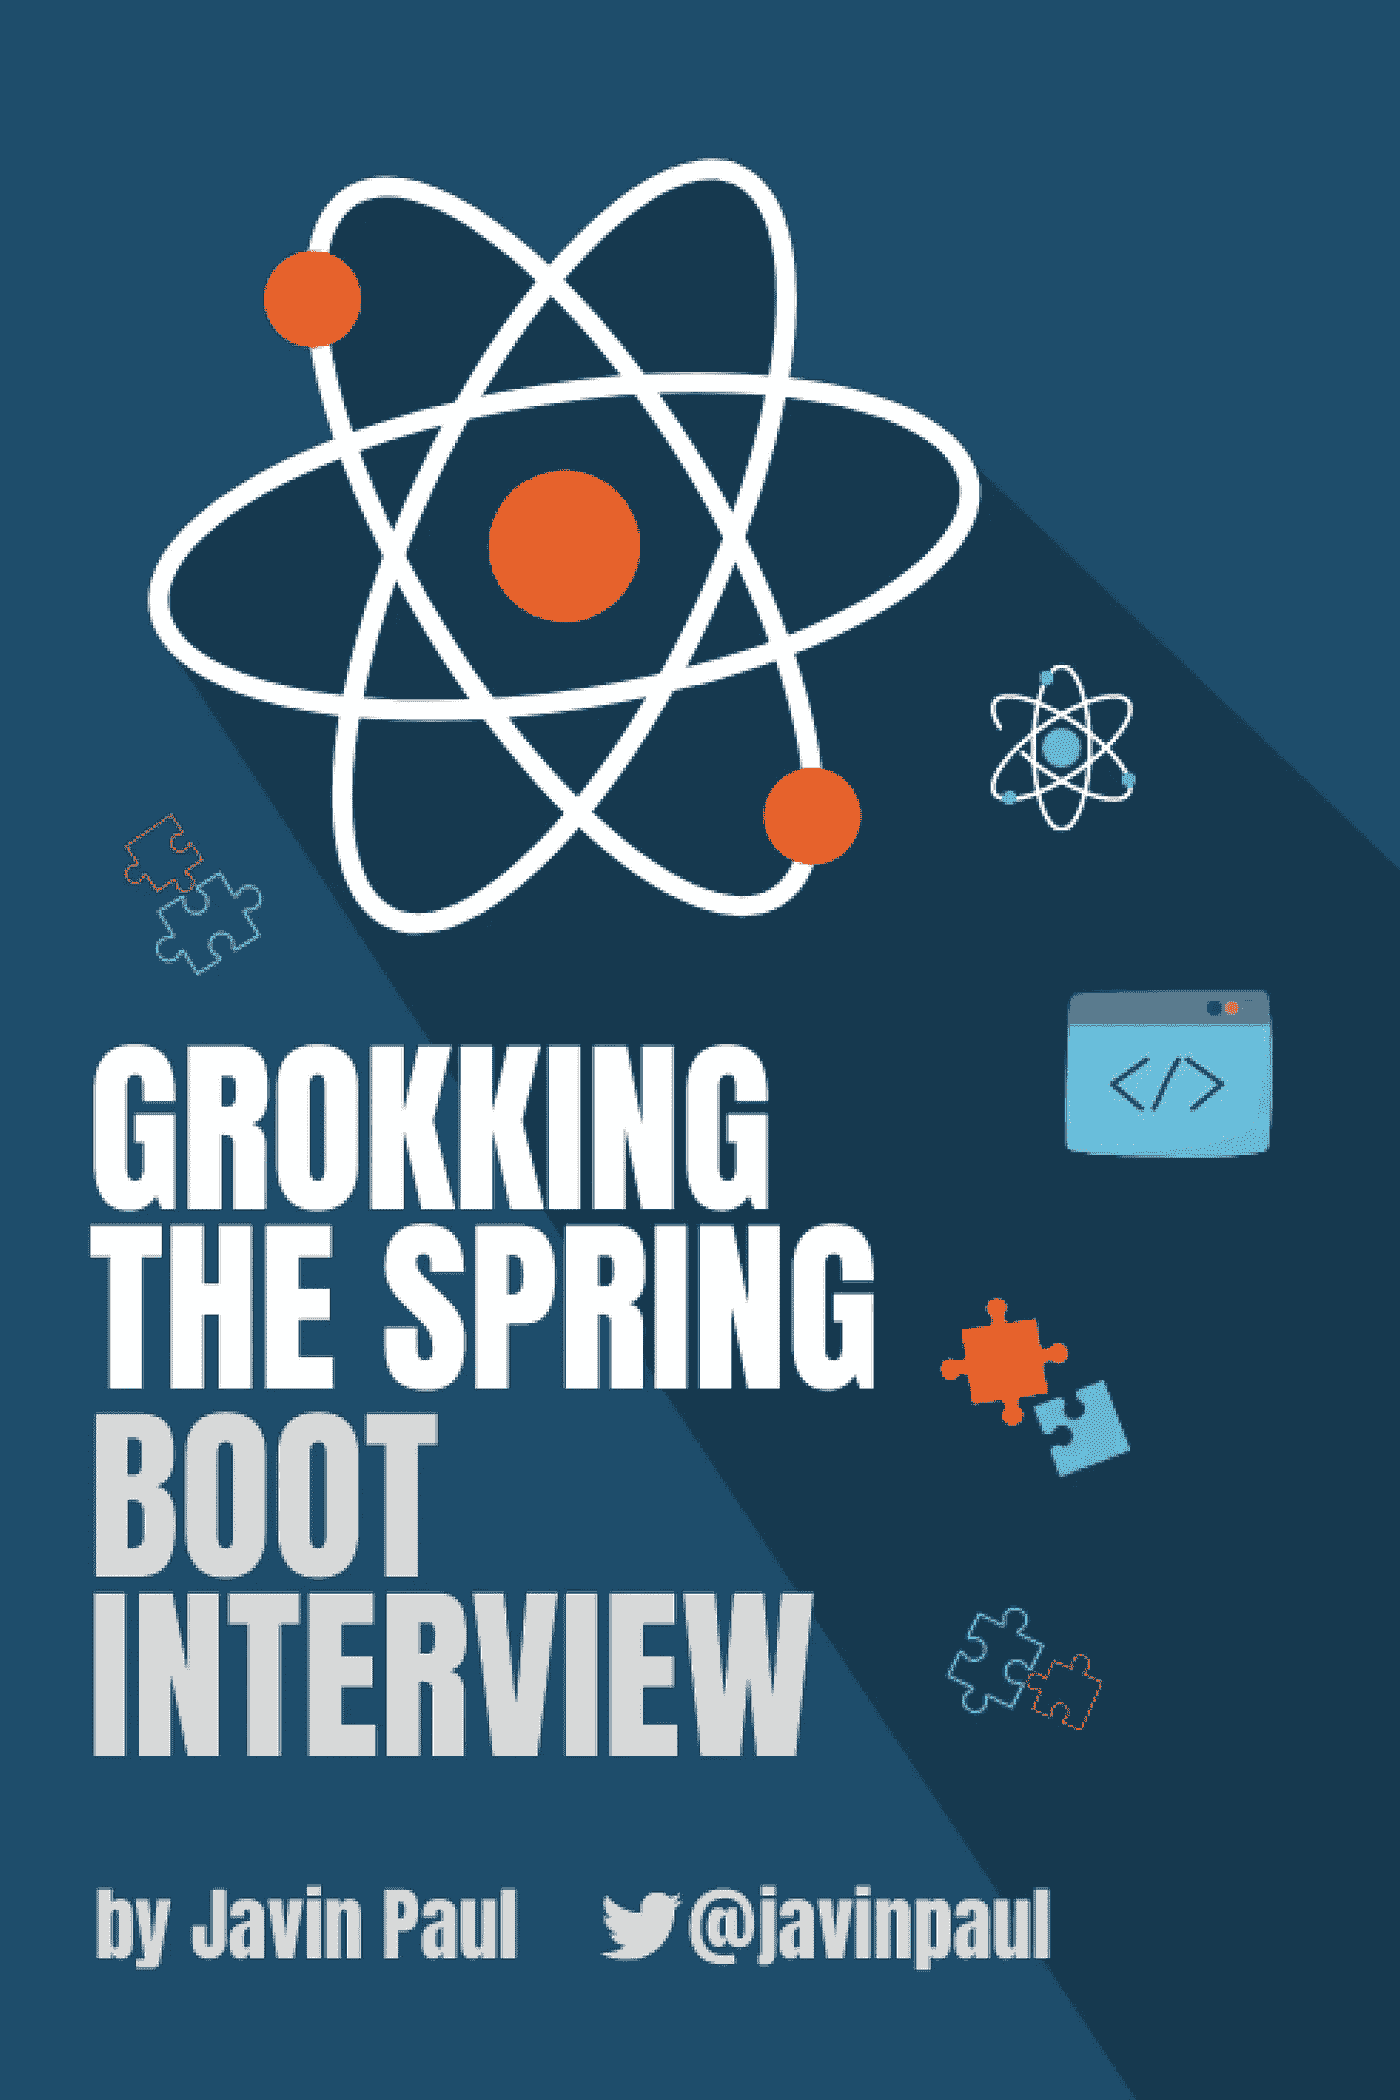 GROKKING
THE SPRING
BOOT
INTERVIEW
</>
by Javin Paul @javinpaul